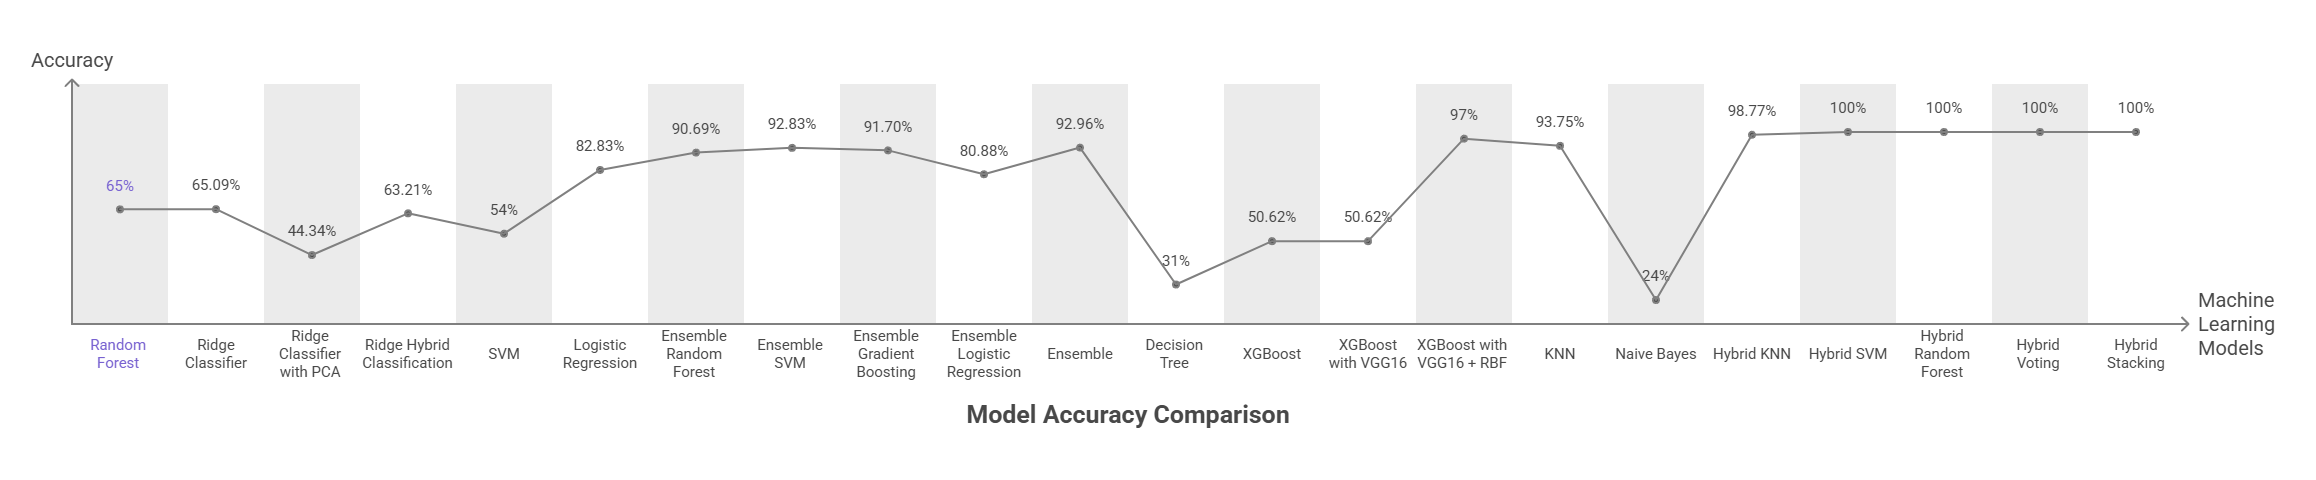 Accuracy
65%
65.09%
44.34%
63.21%
54%
82.83%
90.69%
92.83%
91.70%
80.88%
92.96%
31%
50.62%
50.62%
97%
93.75%
24%
98.77%
100%
100%
100%
100%
Random
Forest
Ridge
Classifier
Ridge
Classifier
with PCA
Ridge Hybrid
Classification
SVM
Logistic
Regression
Ensemble
Random
Forest
Ensemble
SVM
Ensemble
Gradient
Boosting
Ensemble
Logistic
Regression
Ensemble
Decision
Tree
XGBoost
XGBoost
with VGG16
XGBoost with
VGG16 + RBF
KNN
Naive Bayes
Hybrid KNN
Hybrid SVM
Hybrid
Random
Forest
Hybrid
Voting
Hybrid
Stacking
Machine
Learning
Models
Model Accuracy Comparison